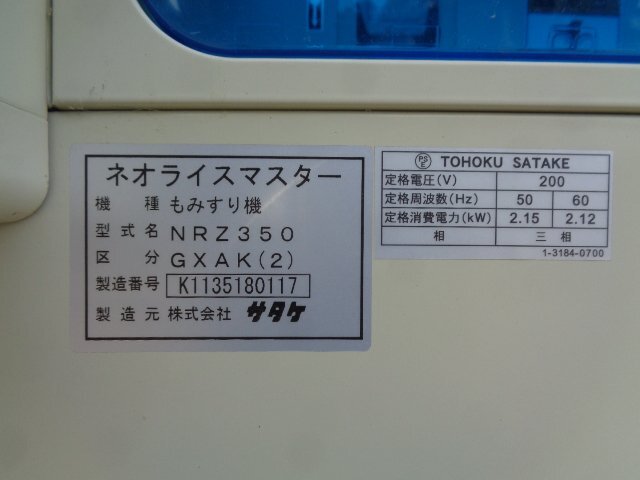 ネオライスマスター
機 種 もみすり機
型式名 NRZ350
区 分 GXAK(2)
製造番号 K1135180117
製造元 株式会社 サタケ
PS E TOHOKU SATAKE
定格電圧(V) 200
定格周波数(Hz) 50 60
定格消費電力(kW) 2.15 2.12
相 三相
1-3184-0700